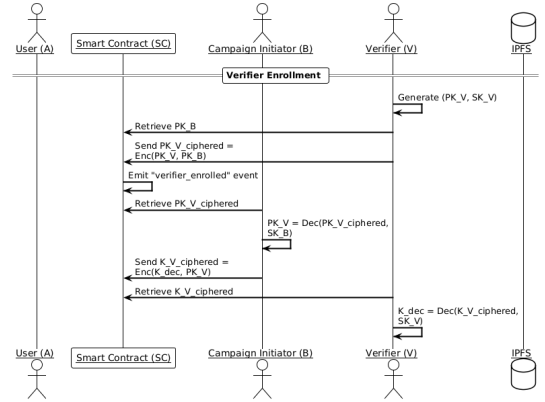 User (A)
Smart Contract (SC)
Campaign Initiator (B)
Verifier (V)
IPFS
Verifier Enrollment
Generate (PK_V, SK_V)
Retrieve PK_B
Send PK_V_ciphered =
Enc(PK_V, PK_B)
Emit "verifier_enrolled" event
Retrieve PK_V_ciphered
PK_V = Dec(PK_V_ciphered,
SK_B)
Send K_V_ciphered =
Enc(K_dec, PK_V)
Retrieve K_V_ciphered
K_dec = Dec(K_V_ciphered,
SK_V)
User (A)
Smart Contract (SC)
Campaign Initiator (B)
Verifier (V)
IPFS